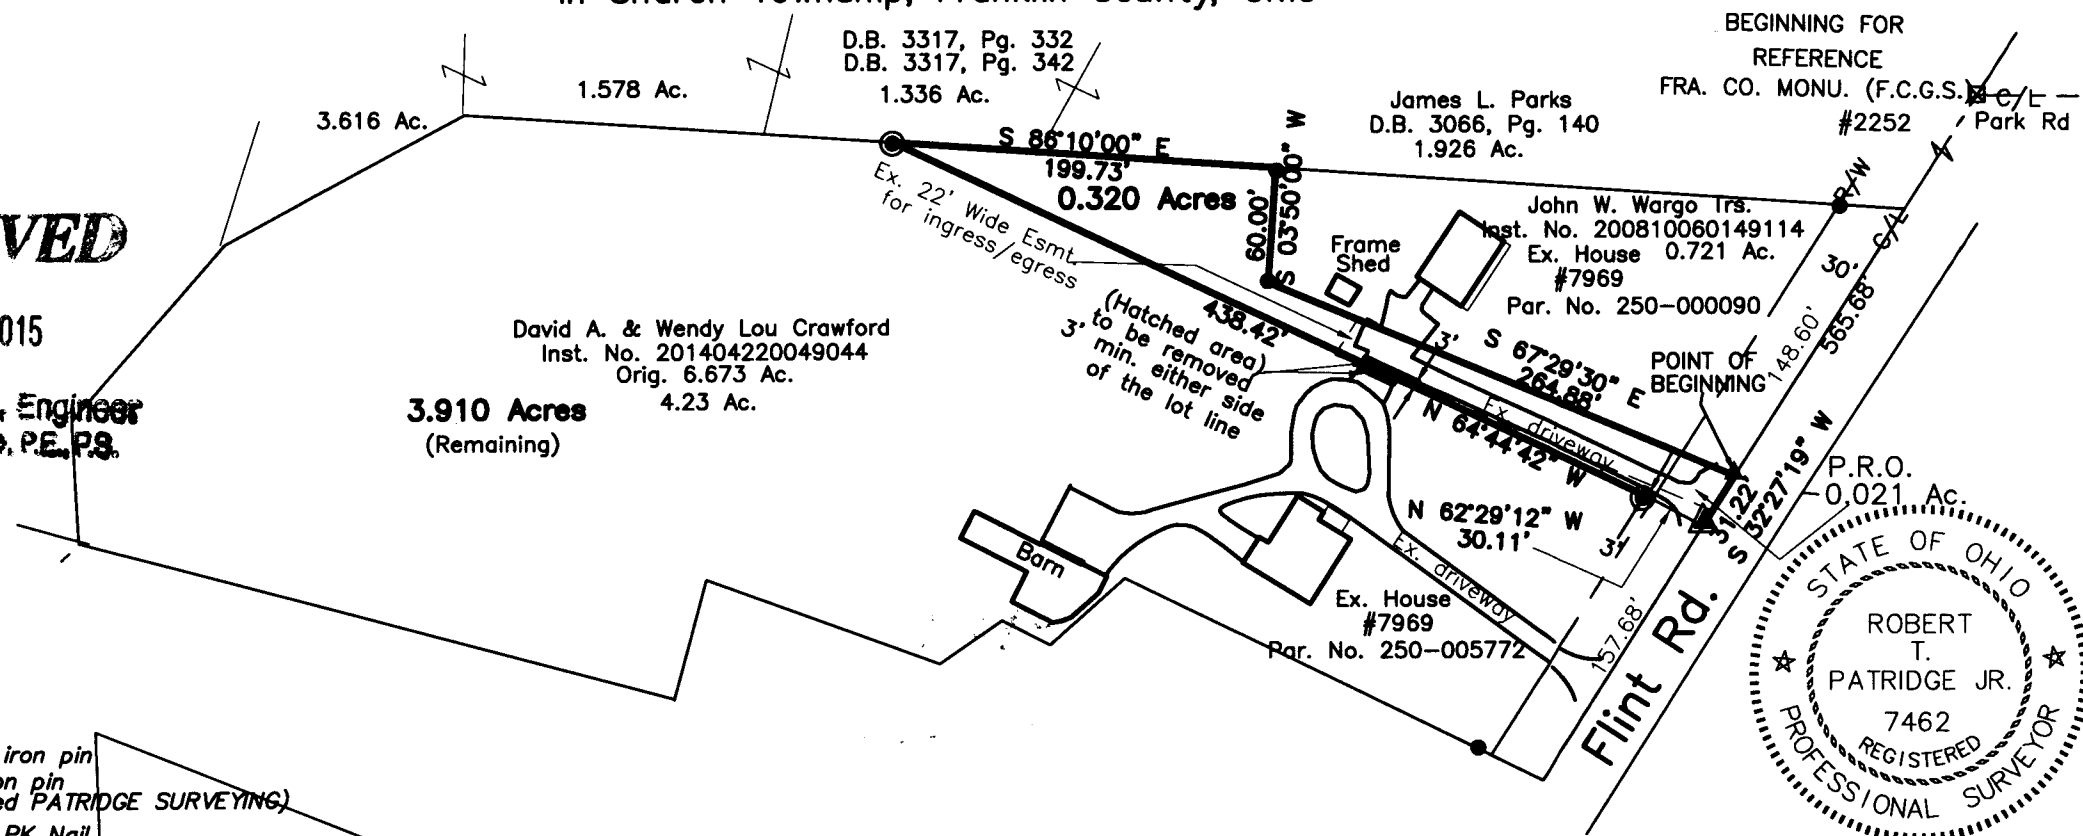 in Sharon Township, Franklin County, Ohio
D.B. 3317, Pg. 332
D.B. 3317, Pg. 342
1.336 Ac.
1.578 Ac.
3.616 Ac.
BEGINNING FOR
REFERENCE
FRA. CO. MONU. (F.C.G.S.)
#2252
C/L
Park Rd
James L. Parks
D.B. 3066, Pg. 140
1.926 Ac.
S 86°10'00" E
199.73'
0.320 Acres
60.00'
S 03°50'00" W
Ex. 22' Wide Esmt.
for ingress/egress
Frame
Shed
John W. Wargo Trs.
Inst. No. 200810060149114
Ex. House 0.721 Ac.
#7969
Par. No. 250-000090
R/W
C/L
30'
148.60'
565.68'
VED
015
Engineer
P.E., P.S.
David A. & Wendy Lou Crawford
Inst. No. 201404220049044
Orig. 6.673 Ac.
4.23 Ac.
3.910 Acres
(Remaining)
438.42'
(Hatched area)
to be removed
3' min. either side
of the lot line
3'
S 67°29'30" E
264.88'
POINT OF
BEGINNING
Ex. driveway
N 64°44'42" W
N 62°29'12" W
30.11'
3'
31.22'
S 32°27'19" W
P.R.O.
0.021 Ac.
Barn
Ex. driveway
Ex. House
#7969
Par. No. 250-005772
157.68'
Flint Rd.
STATE OF OHIO
ROBERT
T.
PATRIDGE JR.
7462
REGISTERED
PROFESSIONAL SURVEYOR
iron pin
on pin
ed PATRIDGE SURVEYING)
PK Nail